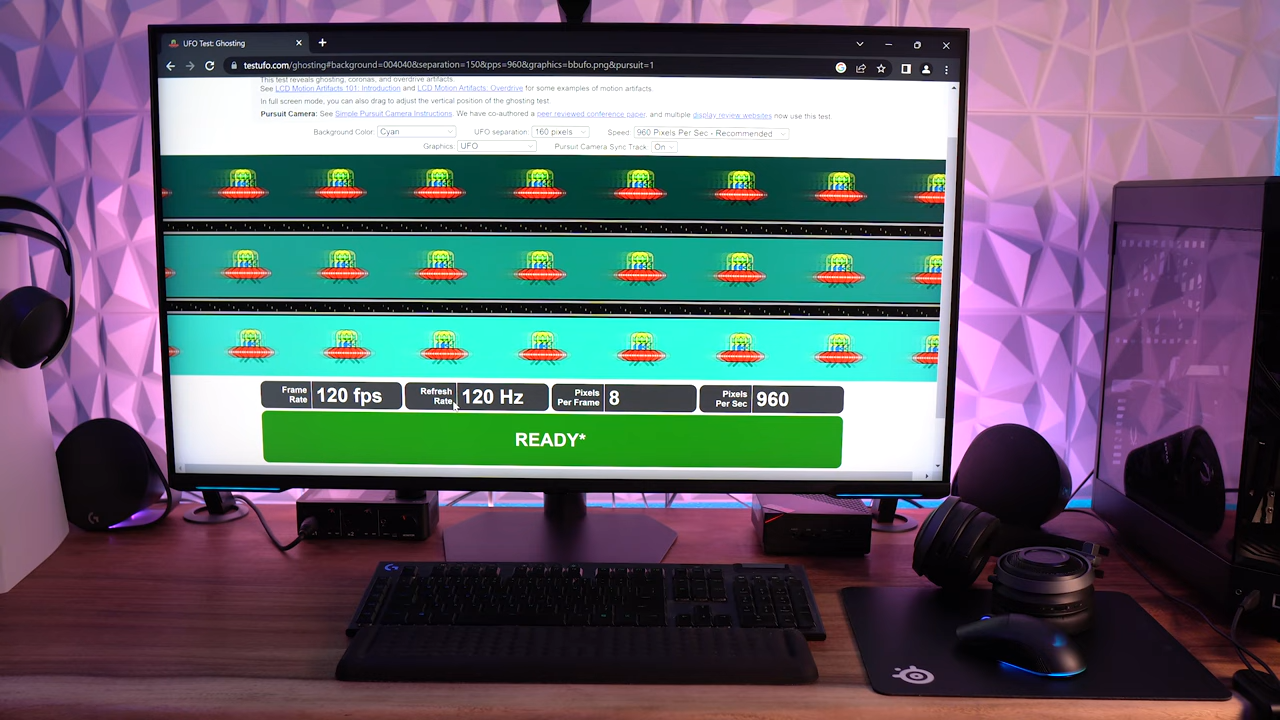 UFO Test: Ghosting
testufo.com/ghosting#background=004040&separation=150&pps=960&graphics=bbufo.png&pursuit=1
This test reveals ghosting, coronas, and overdrive artifacts.
See LCD Motion Artifacts 101: Introduction and LCD Motion Artifacts: Overdrive for some examples of motion artifacts.
In full screen mode, you can also drag to adjust the vertical position of the ghosting test
Pursuit Camera: See Simple Pursuit Camera Instructions. We have co-authored a peer reviewed conference paper, and multiple display review websites now use this test.
Background Color: Cyan UFO separation: 160 pixels Speed: 960 Pixels Per Sec - Recommended
Graphics: UFO Pursuit Camera Sync Track: On
Frame Rate 120 fps Refresh Rate 120 Hz Pixels Per Frame 8 Pixels Per Sec 960
READY*
G
G